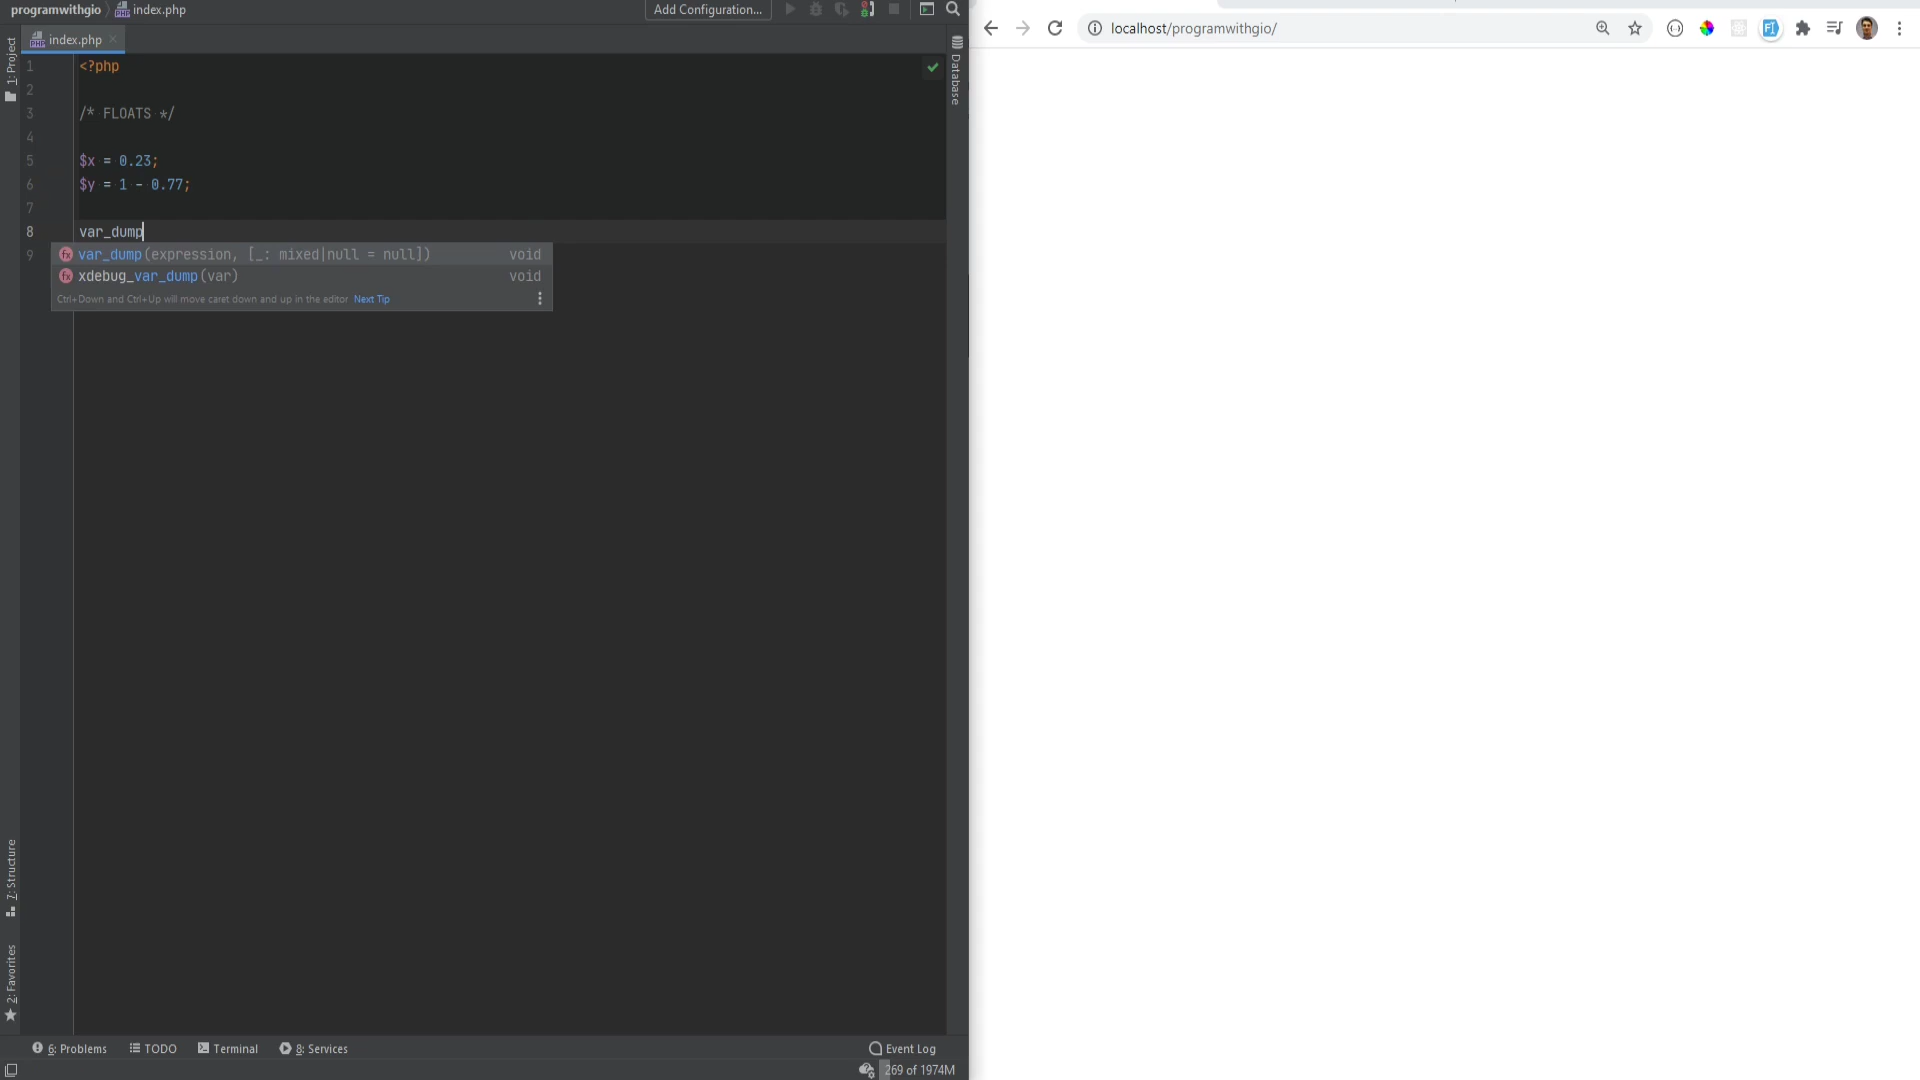 programwithgio index.php Add Configuration...
index.php
1: Project
Database
1 <?php
2
3 /* FLOATS */
4
5 $x = 0.23;
6 $y = 1 - 0.77;
7
8 var_dump
9
var_dump(expression, [_: mixed|null = null]) void
xdebug_var_dump(var) void
Ctrl+Down and Ctrl+Up will move caret down and up in the editor Next Tip
7: Structure
2: Favorites
6: Problems TODO Terminal 8: Services Event Log
269 of 1974M
localhost/programwithgio/